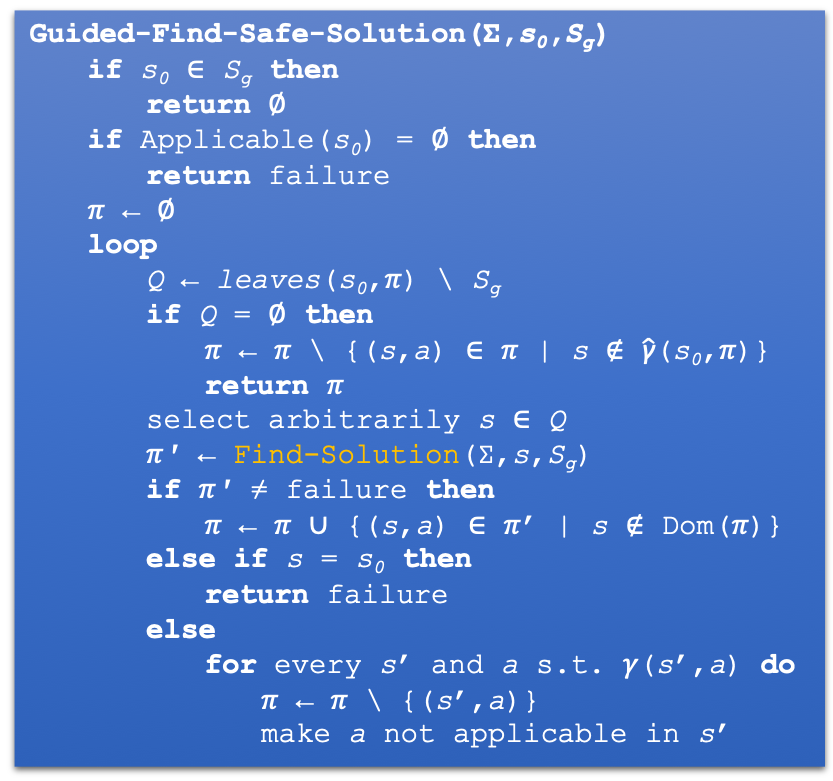 Guided-Find-Safe-Solution(Σ,s₀,S_g)
if s₀ ∈ S_g then
return ∅
if Applicable(s₀) = ∅ then
return failure
π ← ∅
loop
Q ← leaves(s₀,π) \ S_g
if Q = ∅ then
π ← π \ {(s,a) ∈ π | s ∉ γ̂(s₀,π)}
return π
select arbitrarily s ∈ Q
π' ← Find-Solution(Σ,s,S_g)
if π' ≠ failure then
π ← π ∪ {(s,a) ∈ π′ | s ∉ Dom(π)}
else if s = s₀ then
return failure
else
for every s′ and a s.t. γ(s′,a) do
π ← π \ {(s′,a)}
make a not applicable in s′